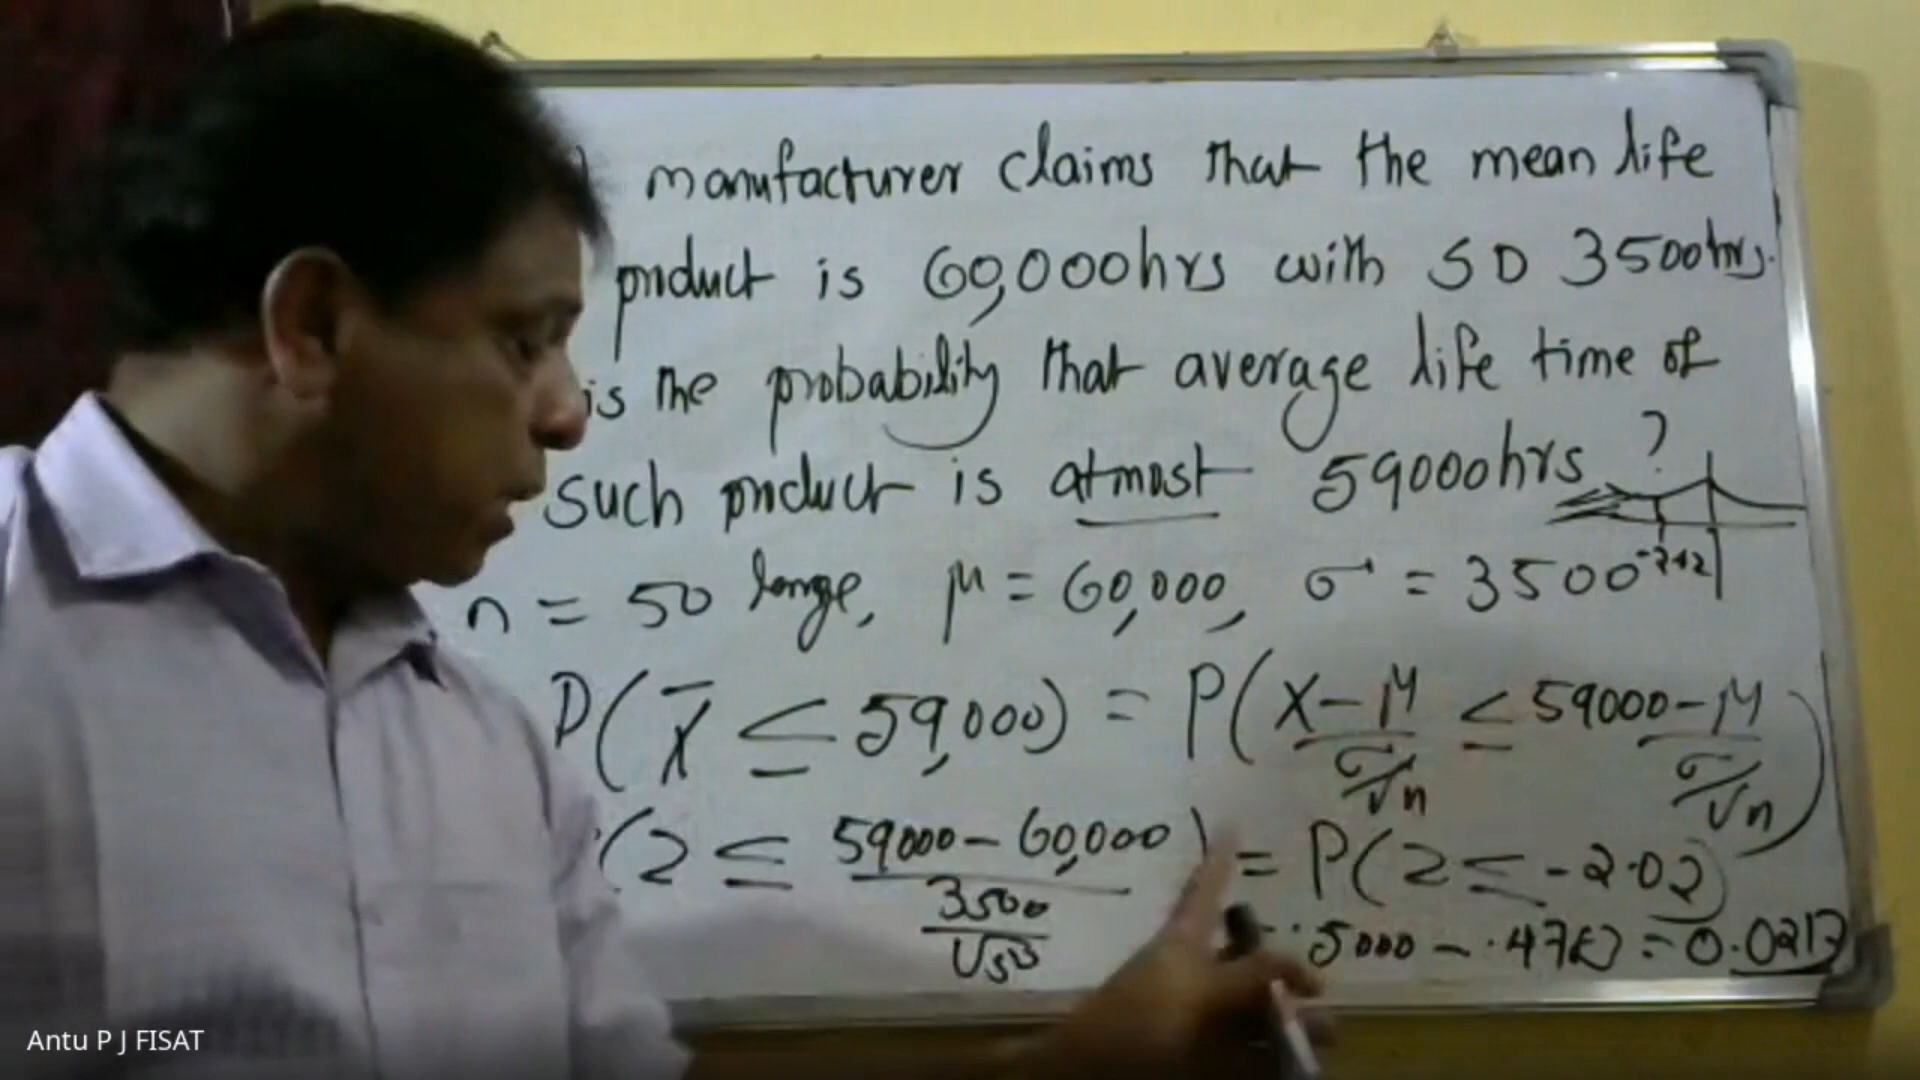 manufacturer claims that the mean life
product is 60,000hrs with SD 3500hrs.
is the probability that average life time of
such product is atmost 59000hrs ?
n = 50 large, μ = 60,000, σ = 3500
-2.02
P(X̄ ≤ 59,000) = P(X-μ/σ/√n ≤ 59000-μ/σ/√n)
(Z ≤ 59000-60,000/3500/√50) = P(Z ≤ -2.02)
.5000 - = 0.0217
Antu P J FISAT